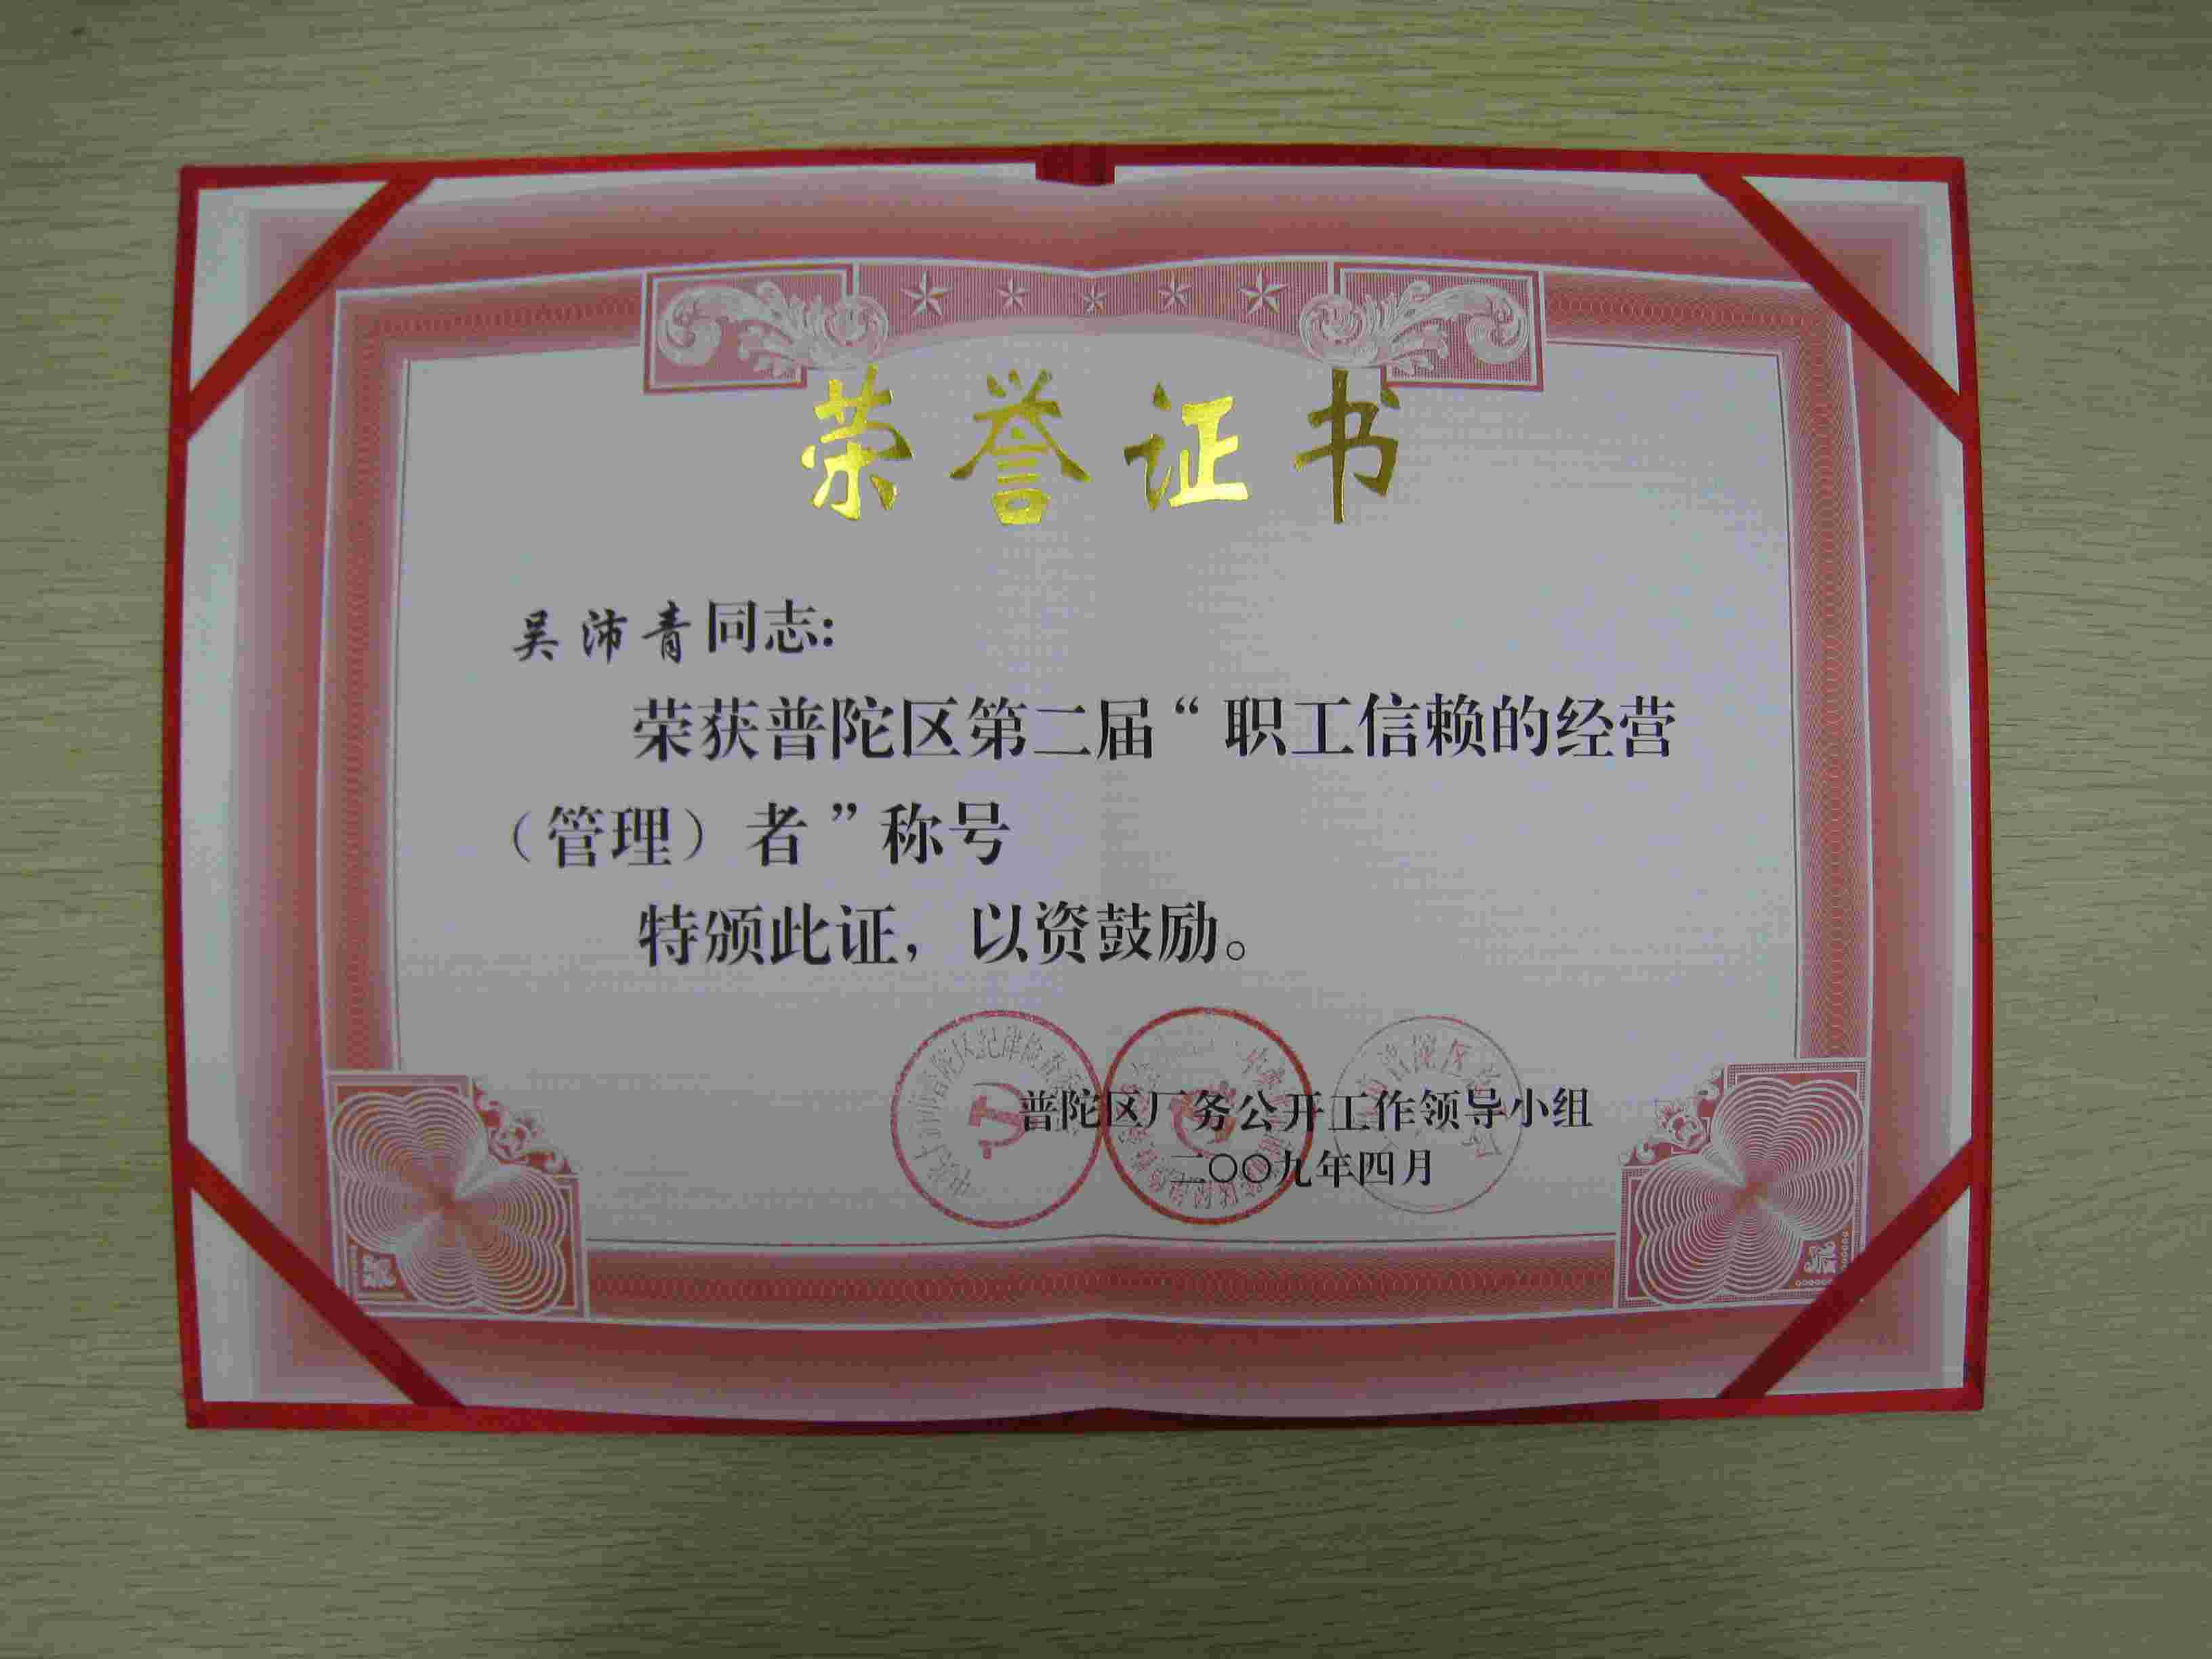 荣誉证书
吴沛青同志:
荣获普陀区第二届“职工信赖的经营
（管理）者”称号
特颁此证，以资鼓励。
普陀区厂务公开工作领导小组
二〇〇九年四月